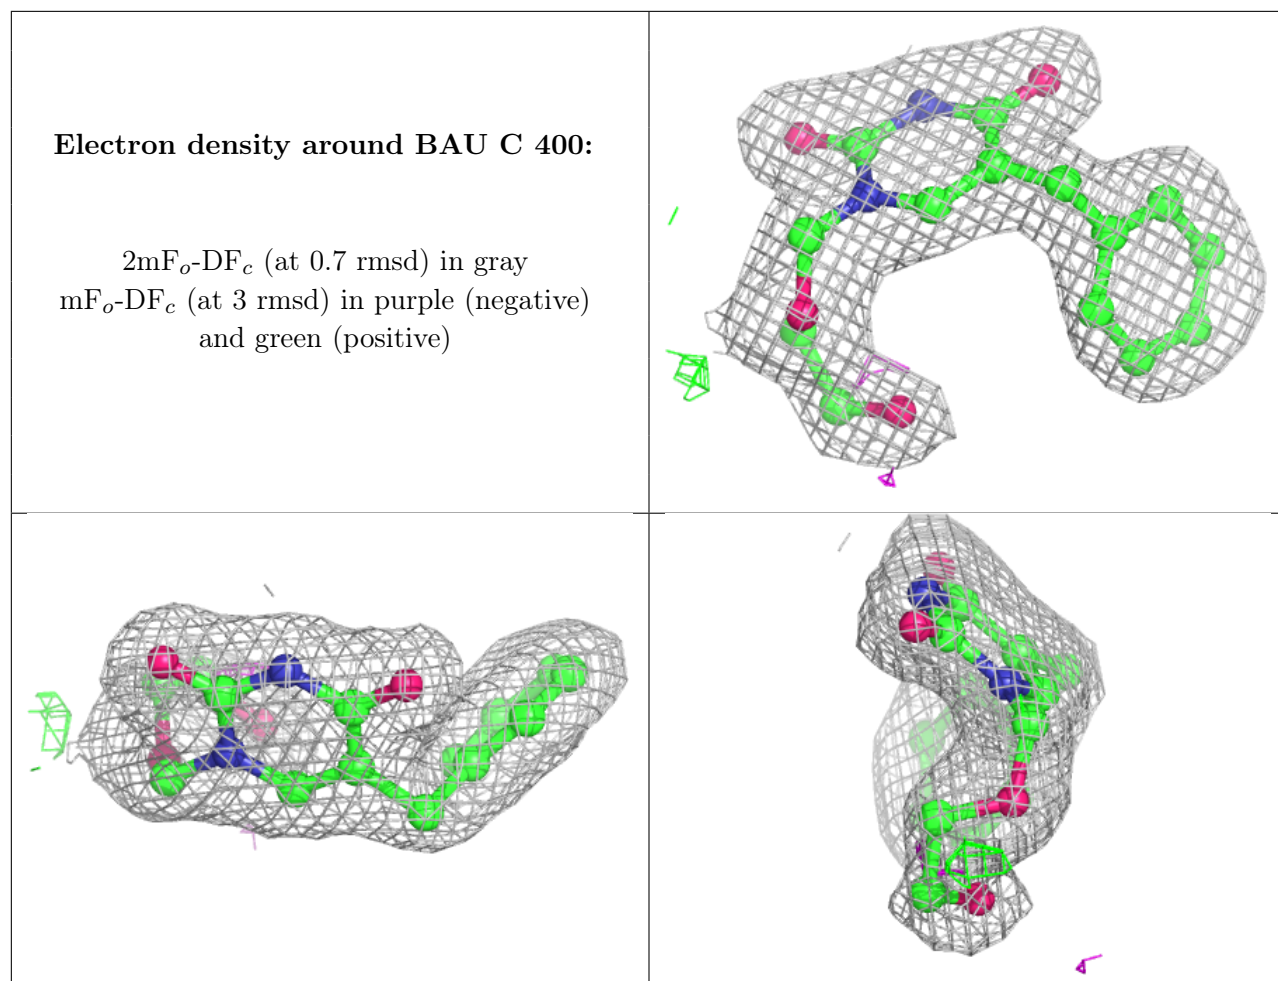 Electron density around BAU C 400:
2mFo-DFc (at 0.7 rmsd) in gray
mFo-DFc (at 3 rmsd) in purple (negative)
and green (positive)